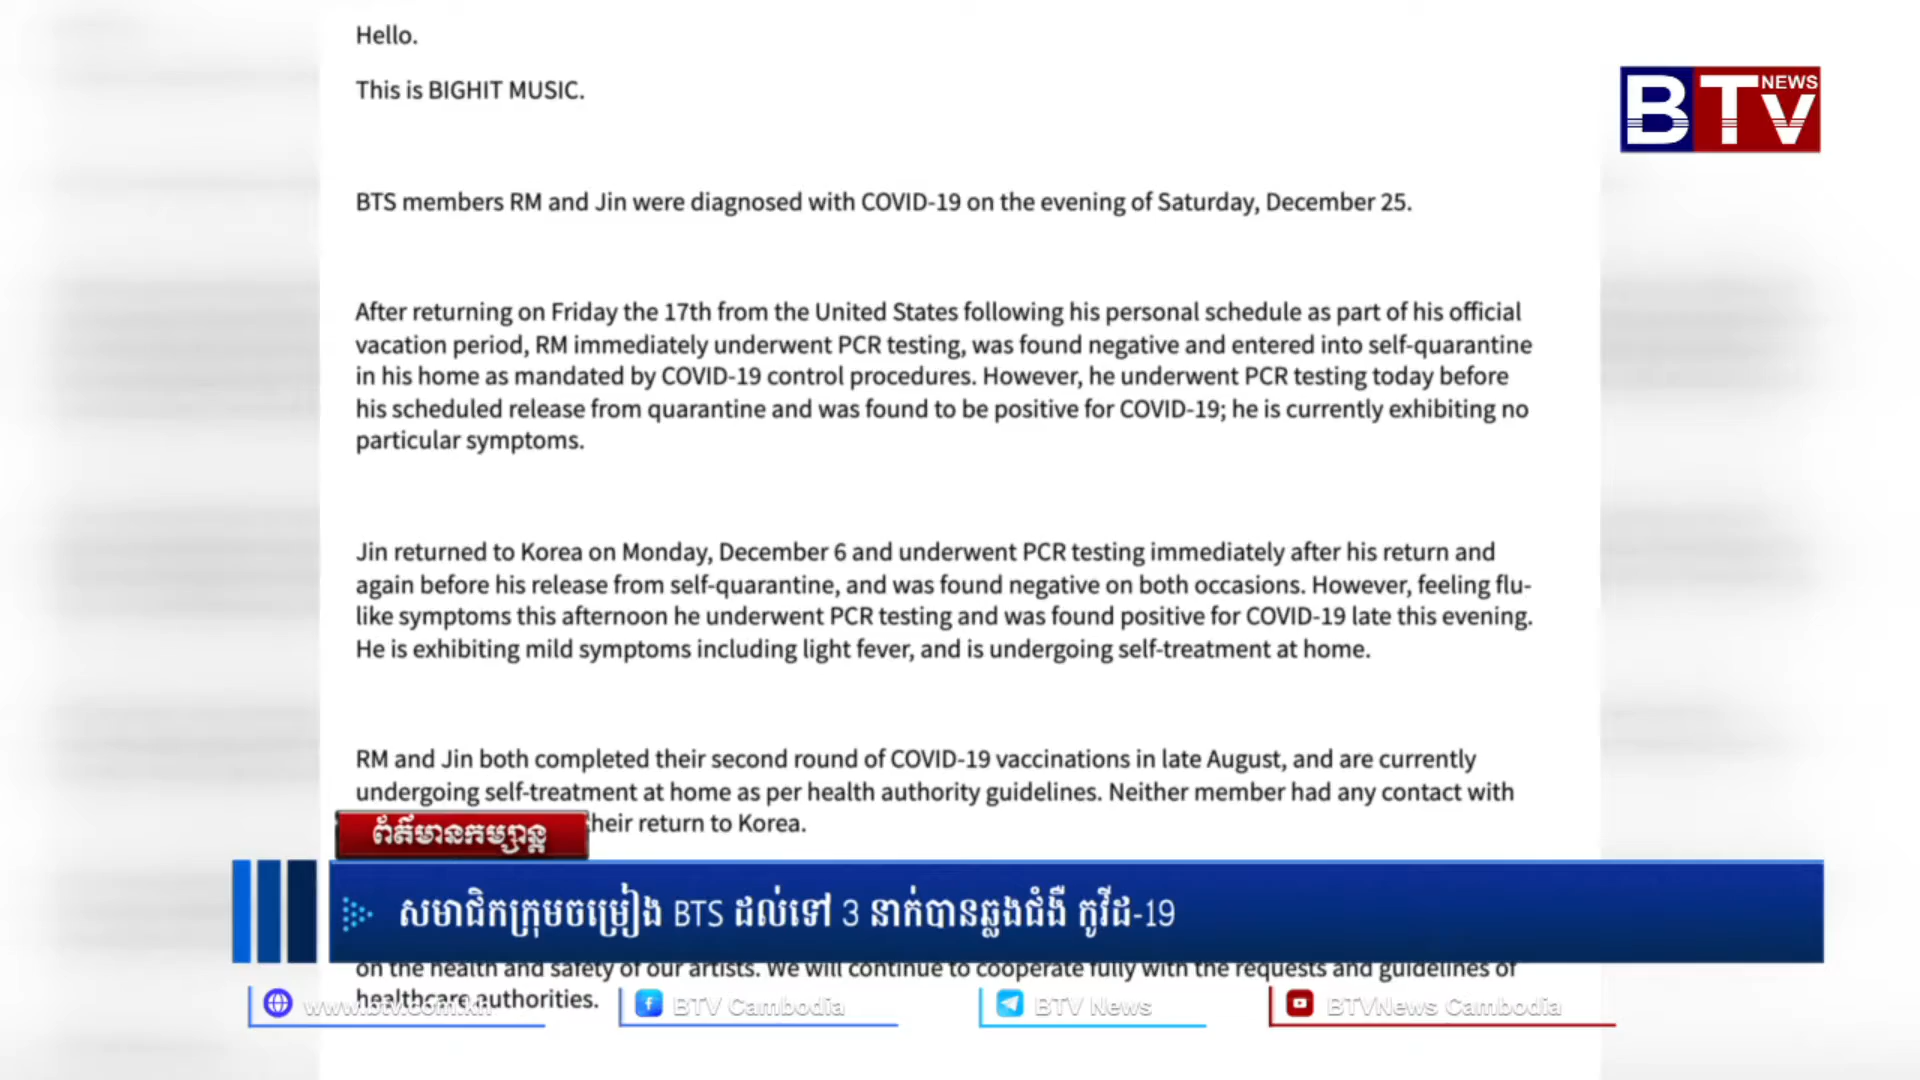 Hello.
This is BIGHIT MUSIC.
BTV NEWS
BTS members RM and Jin were diagnosed with COVID-19 on the evening of Saturday, December 25.
After returning on Friday the 17th from the United States following his personal schedule as part of his official
vacation period, RM immediately underwent PCR testing, was found negative and entered into self-quarantine
in his home as mandated by COVID-19 control procedures. However, he underwent PCR testing today before
his scheduled release from quarantine and was found to be positive for COVID-19; he is currently exhibiting no
particular symptoms.
Jin returned to Korea on Monday, December 6 and underwent PCR testing immediately after his return and
again before his release from self-quarantine, and was found negative on both occasions. However, feeling flu-
like symptoms this afternoon he underwent PCR testing and was found positive for COVID-19 late this evening.
He is exhibiting mild symptoms including light fever, and is undergoing self-treatment at home.
RM and Jin both completed their second round of COVID-19 vaccinations in late August, and are currently
undergoing self-treatment at home as per health authority guidelines. Neither member had any contact with
their return to Korea.
ព័ត៌មានកម្សាន្ត
សមាជិកក្រុមចម្រៀង BTS ដល់ទៅ 3 នាក់បានឆ្លងជំងឺ កូវីដ-19
on the health and safety of our artists. We will continue to cooperate fully with the requests and guidelines of
healthcare authorities.
www.btv.com.kh
BTV Cambodia
BTV News
BTVNews Cambodia